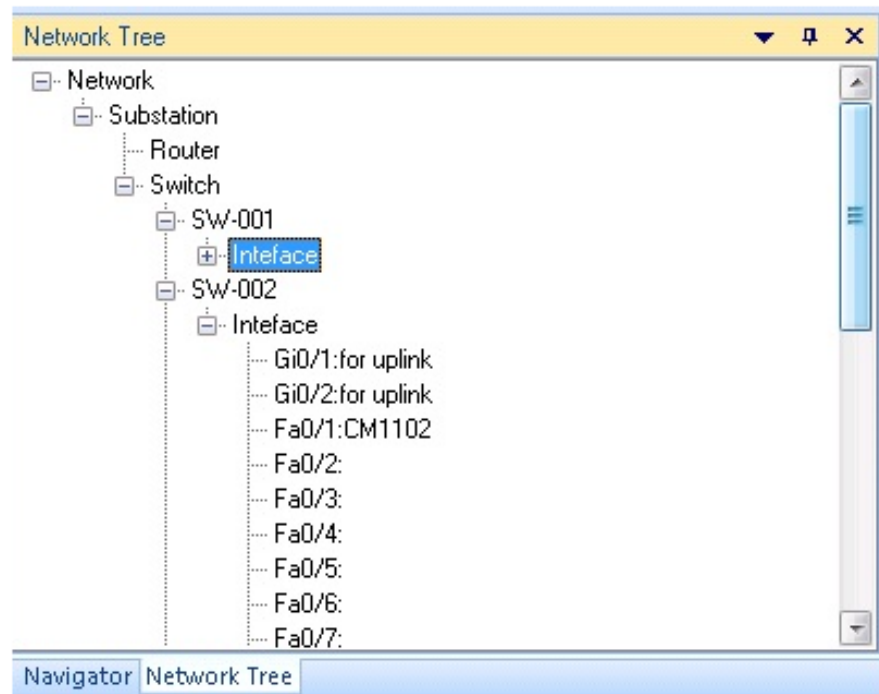 Network Tree
Network
Substation
Router
Switch
SW-001
Inteface
SW-002
Inteface
Gi0/1:for uplink
Gi0/2:for uplink
Fa0/1:CM1102
Fa0/2:
Fa0/3:
Fa0/4:
Fa0/5:
Fa0/6:
Fa0/7:
Navigator Network Tree